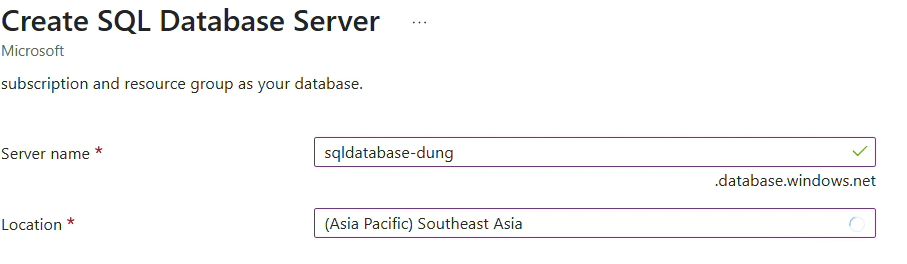 Create SQL Database Server ...
Microsoft
subscription and resource group as your database.
Server name * sqldatabase-dung
.database.windows.net
Location * (Asia Pacific) Southeast Asia